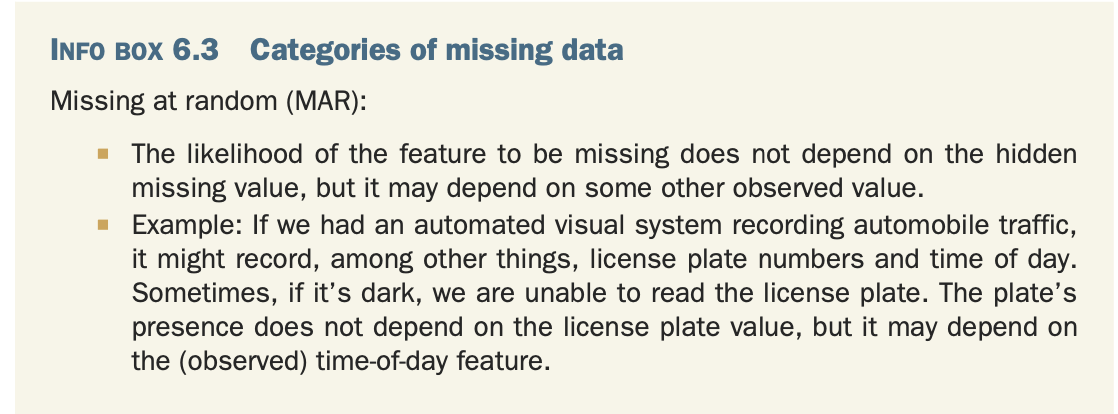 INFO BOX 6.3 Categories of missing data
Missing at random (MAR):
■ The likelihood of the feature to be missing does not depend on the hidden
missing value, but it may depend on some other observed value.
■ Example: If we had an automated visual system recording automobile traffic,
it might record, among other things, license plate numbers and time of day.
Sometimes, if it’s dark, we are unable to read the license plate. The plate’s
presence does not depend on the license plate value, but it may depend on
the (observed) time-of-day feature.